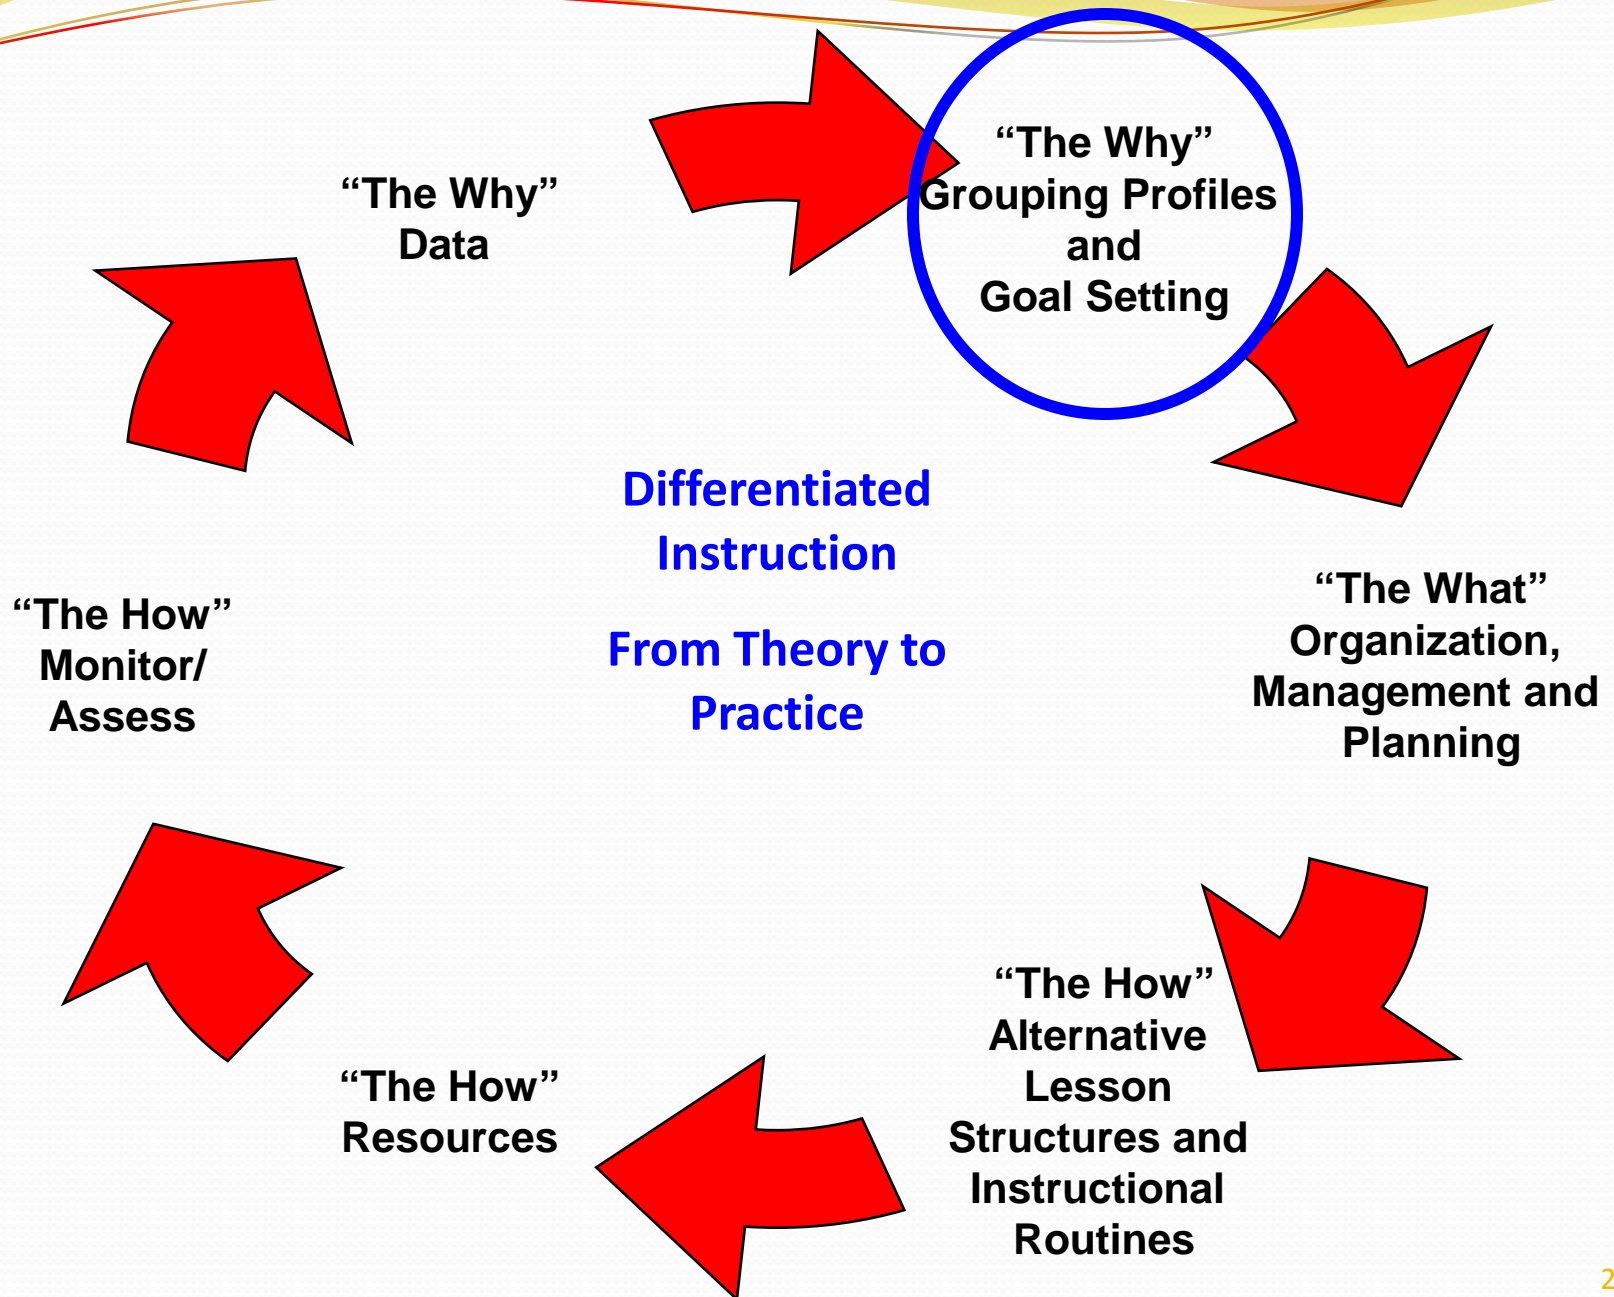 “The Why”
Data
“The Why”
Grouping Profiles
and
Goal Setting
Differentiated
Instruction
From Theory to
Practice
“The What”
Organization,
Management and
Planning
“The How”
Alternative
Lesson
Structures and
Instructional
Routines
“The How”
Resources
“The How”
Monitor/
Assess
2